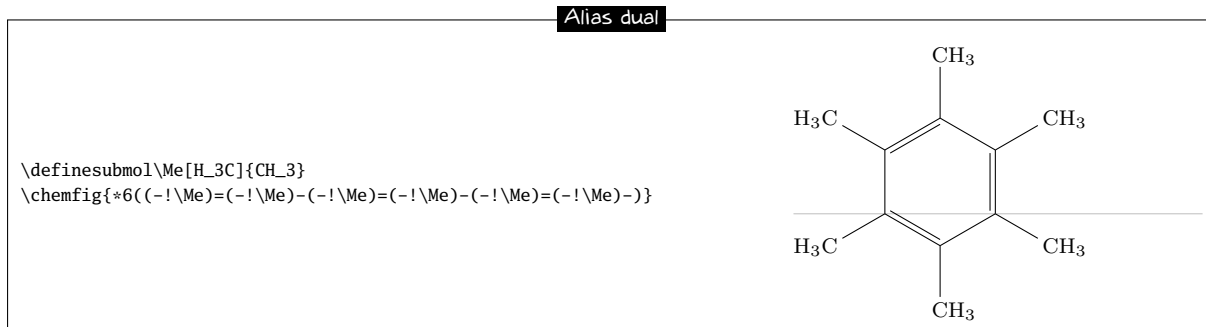 Alias dual
\definesubmol\Me[H_3C]{CH_3}
\chemfig{*6((-!\Me)=(-!\Me)-(-!\Me)=(-!\Me)-(-!\Me)=(-!\Me)-)}
CH₃
H₃C CH₃
H₃C CH₃
CH₃